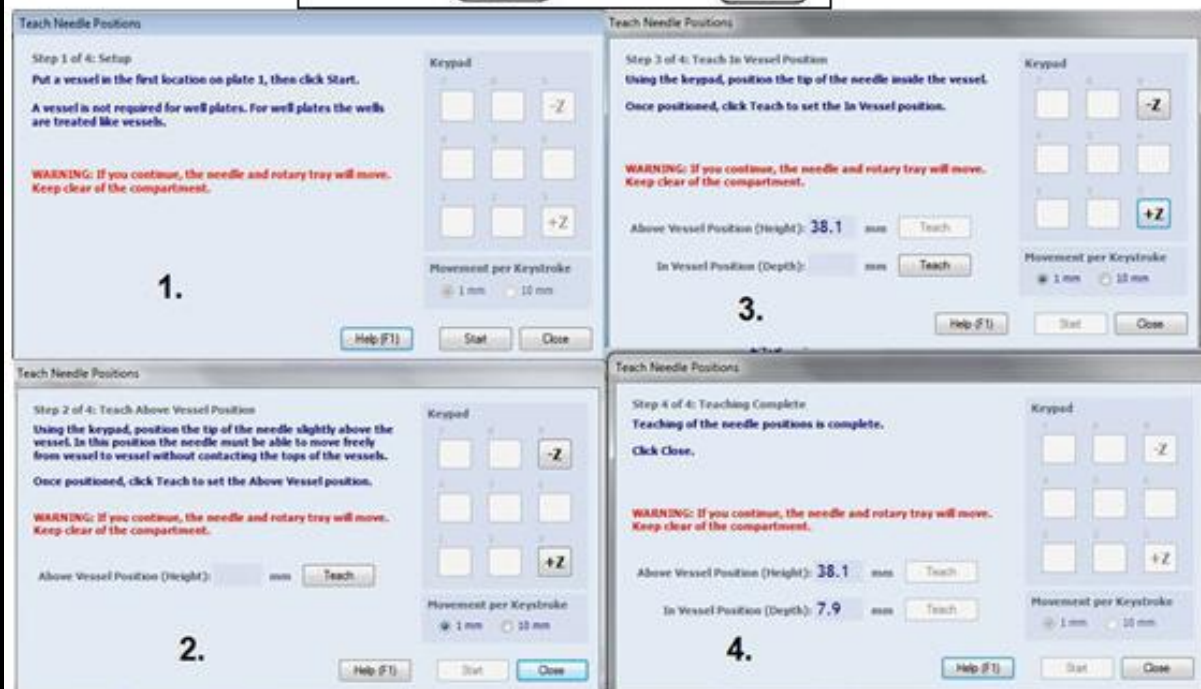 Teach Needle Positions
Step 1 of 4: Setup
Put a vessel in the first location on plate 1, then click Start.
A vessel is not required for well plates. For well plates the wells
are treated like vessels.
WARNING: If you continue, the needle and rotary tray will move.
Keep clear of the compartment.
Keypad
-Z
+Z
Movement per Keystroke
1 mm 10 mm
1.
Help (F1) Start Close
Teach Needle Positions
Step 2 of 4: Teach Above Vessel Position
Using the keypad, position the tip of the needle slightly above the
vessel. In this position the needle must be able to move freely
from vessel to vessel without contacting the tops of the vessels.
Once positioned, click Teach to set the Above Vessel position.
WARNING: If you continue, the needle and rotary tray will move.
Keep clear of the compartment.
Above Vessel Position (Height): mm Teach
Keypad
-Z
+Z
Movement per Keystroke
1 mm 10 mm
2.
Help (F1) Start Close
Teach Needle Positions
Step 3 of 4: Teach In Vessel Position
Using the keypad, position the tip of the needle inside the vessel.
Once positioned, click Teach to set the In Vessel position.
WARNING: If you continue, the needle and rotary tray will move.
Keep clear of the compartment.
Above Vessel Position (Height): 38.1 mm Teach
In Vessel Position (Depth): mm Teach
Keypad
-Z
+Z
Movement per Keystroke
1 mm 10 mm
3.
Help (F1) Start Close
Teach Needle Positions
Step 4 of 4: Teaching Complete
Teaching of the needle positions is complete.
Click Close.
WARNING: If you continue, the needle and rotary tray will move.
Keep clear of the compartment.
Above Vessel Position (Height): 38.1 mm Teach
In Vessel Position (Depth): 7.9 mm Teach
Keypad
-Z
+Z
Movement per Keystroke
1 mm 10 mm
4.
Help (F1) Start Close